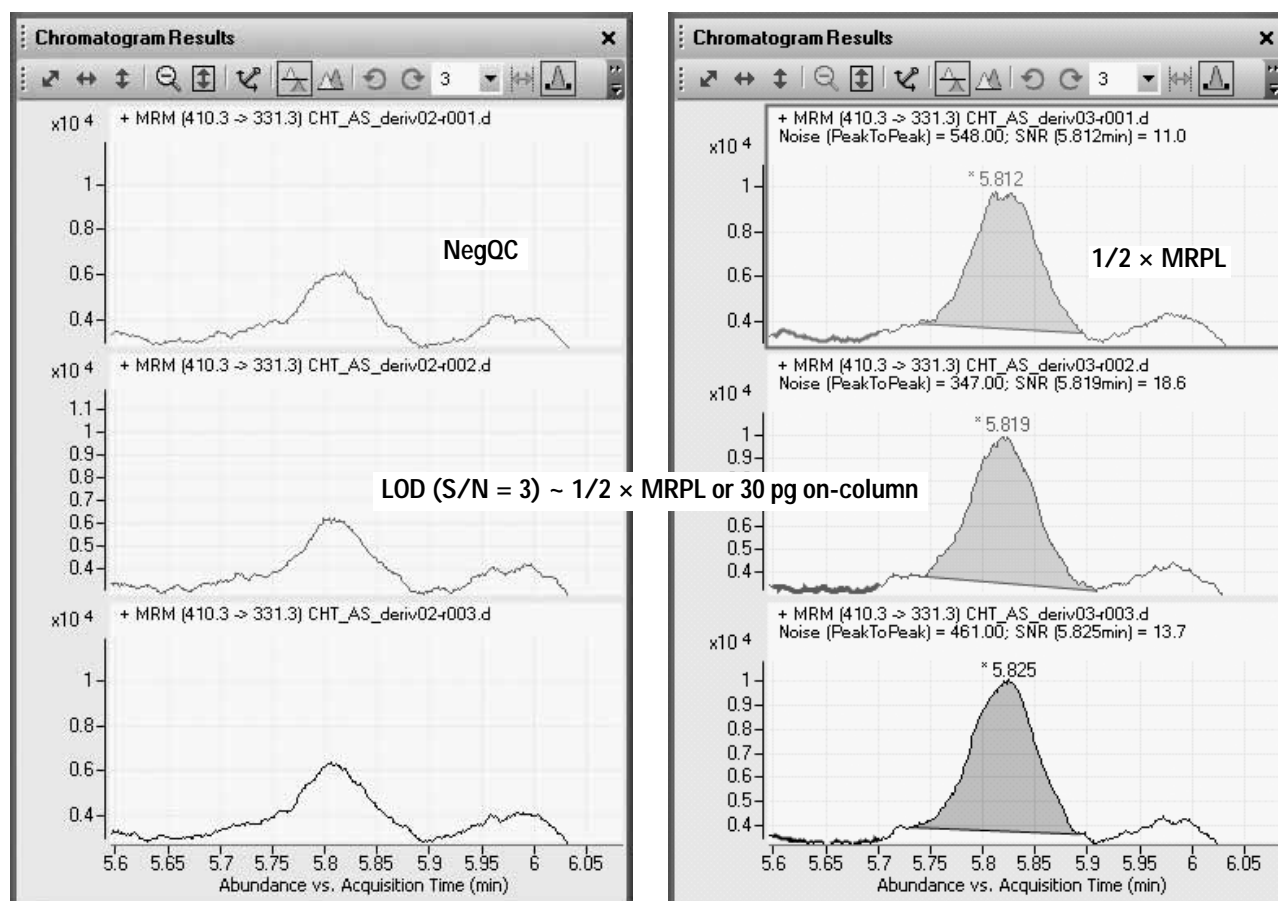 Chromatogram Results
3
+ MRM (410.3 -> 331.3) CHT_AS_deriv02-r001.d
x10 4
1
0.8
0.6
0.4
NegQC
+ MRM (410.3 -> 331.3) CHT_AS_deriv02-r002.d
x10 4
1.1
1
0.9
0.8
0.7
0.6
0.5
0.4
+ MRM (410.3 -> 331.3) CHT_AS_deriv02-r003.d
x10 4
1
0.8
0.6
0.4
5.6 5.65 5.7 5.75 5.8 5.85 5.9 5.95 6 6.05
Abundance vs. Acquisition Time (min)
LOD (S/N = 3) ~ 1/2 × MRPL or 30 pg on-column
Chromatogram Results
3
+ MRM (410.3 -> 331.3) CHT_AS_deriv03-r001.d
Noise (PeakToPeak) = 548.00; SNR (5.812min) = 11.0
x10 4
* 5.812
1
0.8
0.6
0.4
1/2 × MRPL
+ MRM (410.3 -> 331.3) CHT_AS_deriv03-r002.d
Noise (PeakToPeak) = 347.00; SNR (5.819min) = 18.6
x10 4
* 5.819
1
0.9
0.6
0.5
0.4
+ MRM (410.3 -> 331.3) CHT_AS_deriv03-r003.d
Noise (PeakToPeak) = 461.00; SNR (5.825min) = 13.7
x10 4
* 5.825
1
0.9
0.8
0.7
0.6
0.5
0.4
5.6 5.65 5.7 5.75 5.8 5.85 5.9 5.95 6 6.05
Abundance vs. Acquisition Time (min)